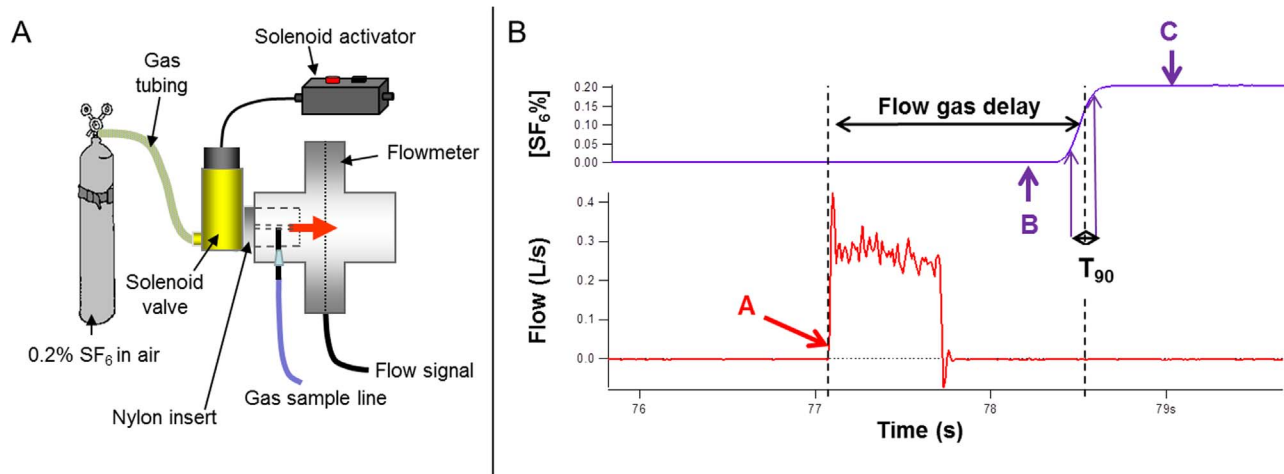 A
Solenoid activator
Gas
tubing
Flowmeter
Solenoid
valve
0.2% SF6 in air
Nylon insert
Gas sample line
Flow signal
B
C
Flow gas delay
[SF6%]
0.20
0.15
0.10
0.05
0.00
B
T90
Flow (L/s)
0.4
0.3
0.2
0.1
0.0
A
76
77
78
79s
Time (s)